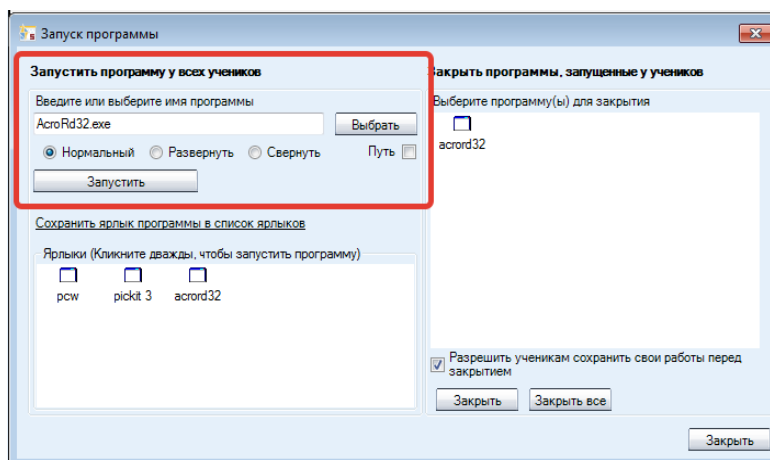 Запуск программы
Запустить программу у всех учеников
Введите или выберите имя программы
AcroRd32.exe
Выбрать
Нормальный
Развернуть
Свернуть
Путь
Запустить
Сохранить ярлык программы в список ярлыков
Ярлыки (Кликните дважды, чтобы запустить программу)
pcw
pickit 3
acrord32
Закрыть программы, запущенные у учеников
Выберите программу(ы) для закрытия
acrord32
Разрешить ученикам сохранить свои работы перед
закрытием
Закрыть
Закрыть все
Закрыть